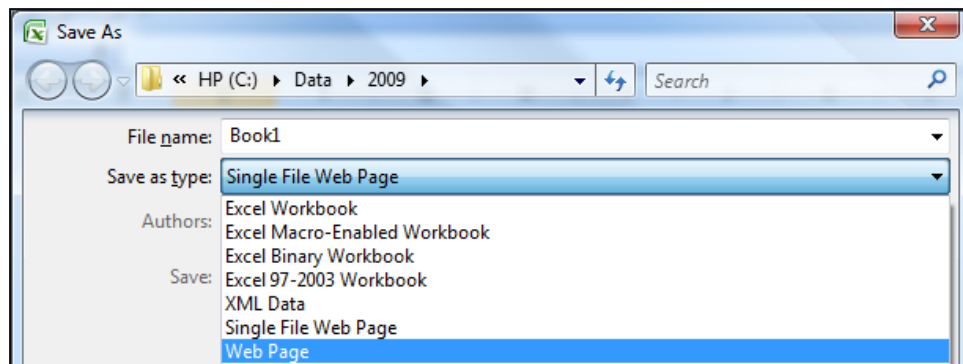 Save As
« HP (C:) ▸ Data ▸ 2009 ▸ Search
File name: Book1
Save as type: Single File Web Page
Authors:
Save:
Excel Workbook
Excel Macro-Enabled Workbook
Excel Binary Workbook
Excel 97-2003 Workbook
XML Data
Single File Web Page
Web Page